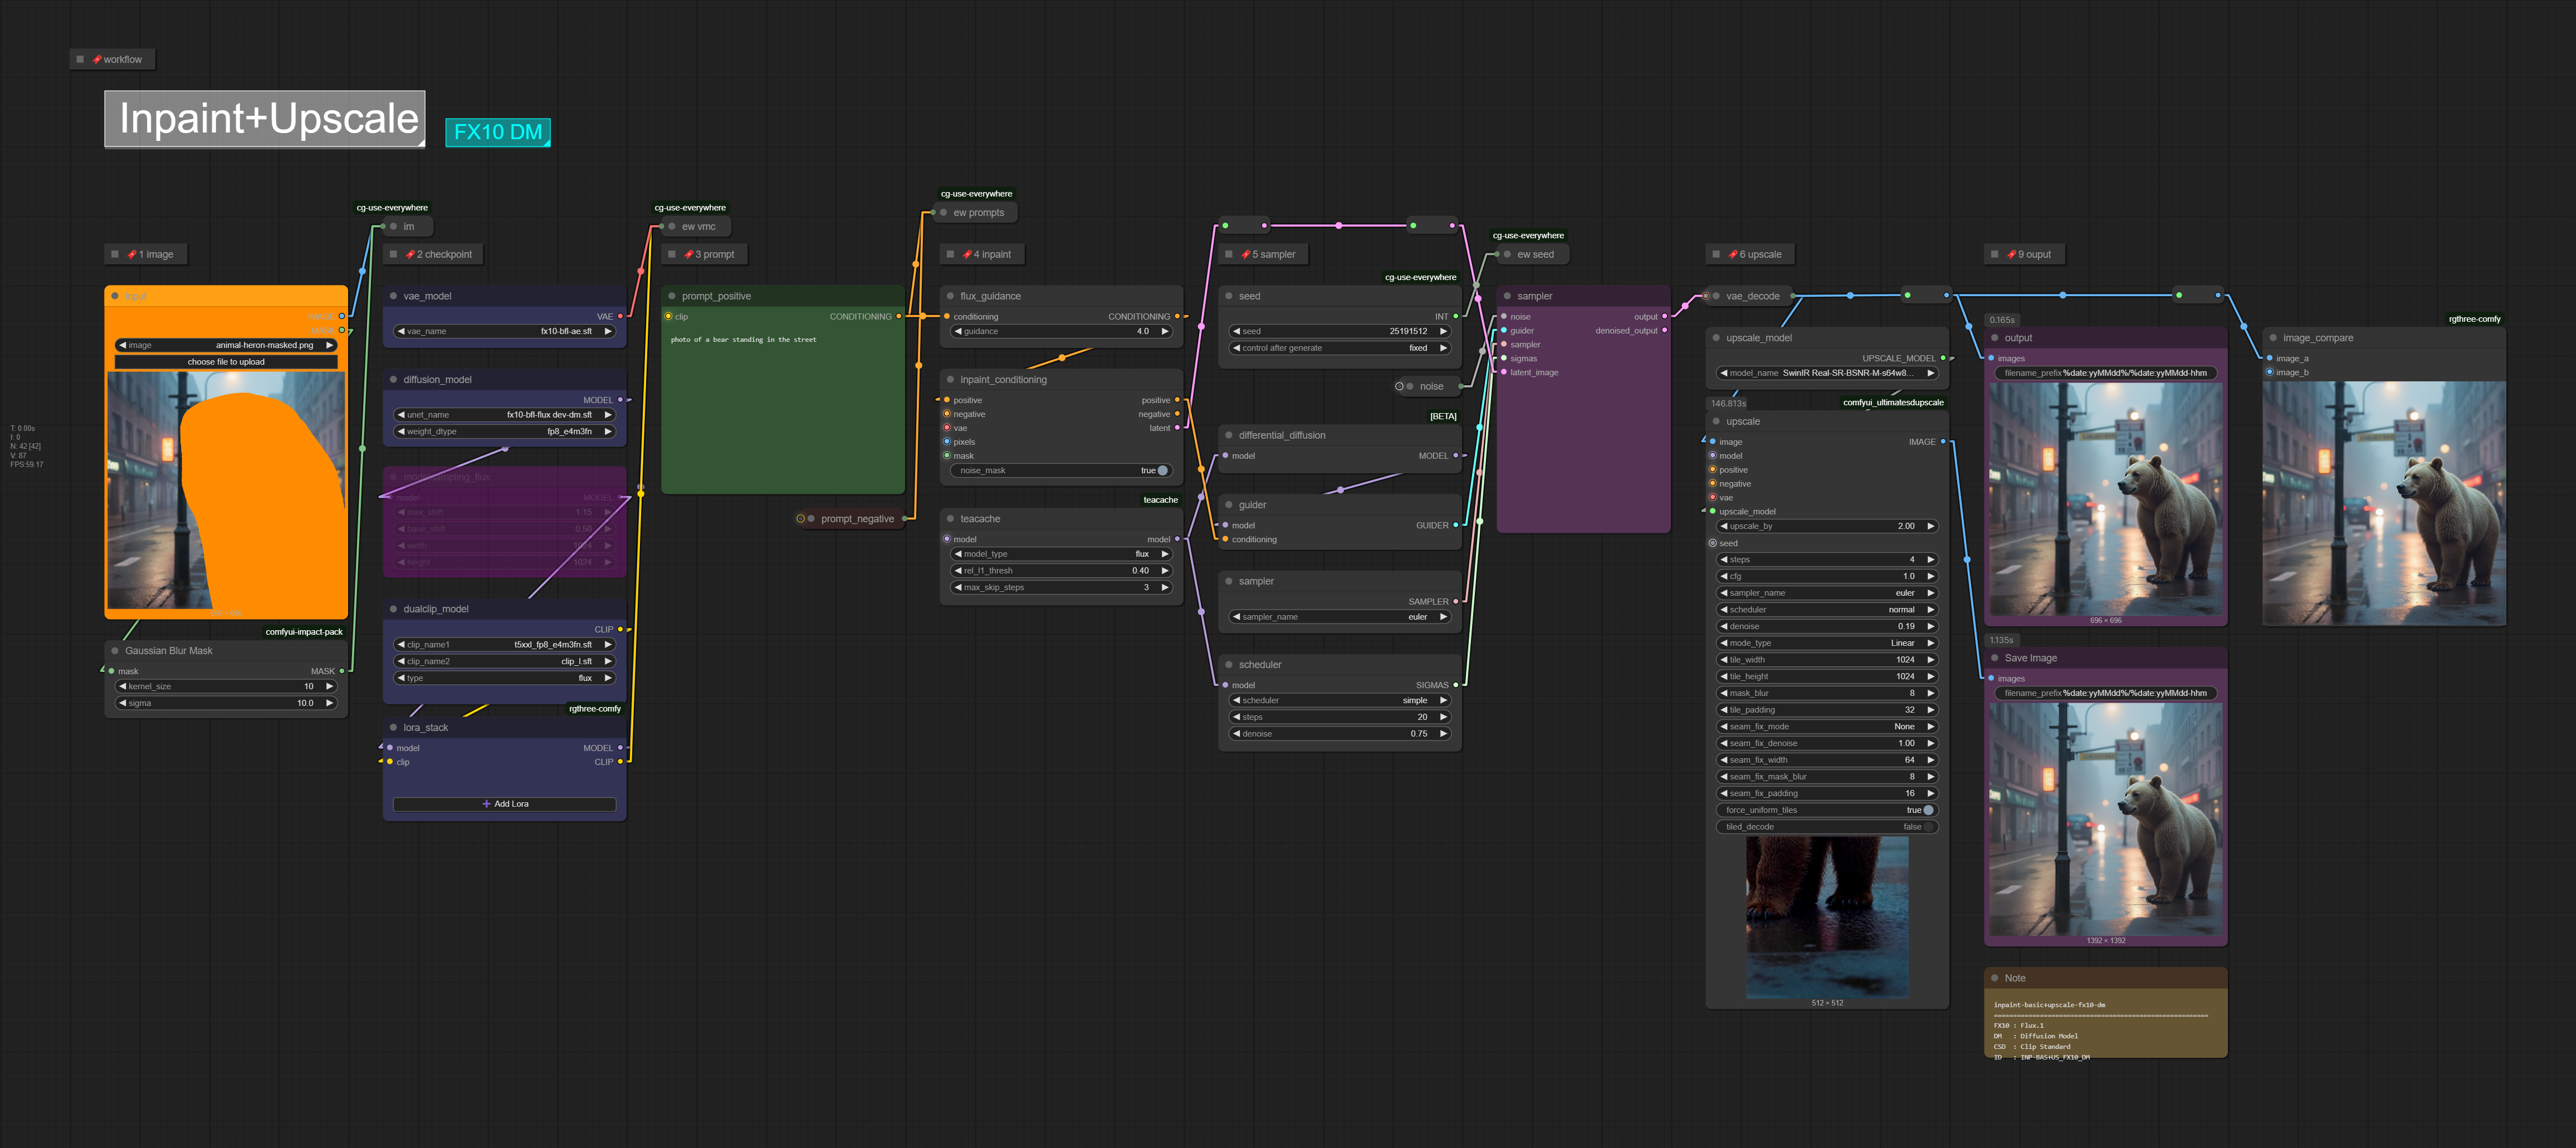 workflow
Inpaint+Upscale
FX10 DM
T: 0.00s
I: 0
N: 42 [42]
V: 87
FPS:59.17
cg-use-everywhere
im
1 image
input
IMAGE
MASK
image animal-heron-masked.png
choose file to upload
comfyui-impact-pack
Gaussian Blur Mask
mask MASK
kernel_size 10
sigma 10.0
2 checkpoint
vae_model
VAE
vae_name fx10-bfl-ae.sft
diffusion_model
MODEL
unet_name fx10-bfl-flux dev-dm.sft
weight_dtype fp8_e4m3fn
model_sampling_flux
model MODEL
max_shift 1.15
base_shift 0.50
width 1024
height 1024
dualclip_model
CLIP
clip_name1 t5xxl_fp8_e4m3fn.sft
clip_name2 clip_l.sft
type flux
rgthree-comfy
lora_stack
model MODEL
clip CLIP
+ Add Lora
cg-use-everywhere
ew vmc
3 prompt
prompt_positive
clip CONDITIONING
photo of a bear standing in the street
prompt_negative
cg-use-everywhere
ew prompts
4 inpaint
flux_guidance
conditioning CONDITIONING
guidance 4.0
inpaint_conditioning
positive positive
negative negative
vae latent
pixels
mask
noise_mask true
teacache
teacache
model model
model_type flux
rel_l1_thresh 0.40
max_skip_steps 3
5 sampler
cg-use-everywhere
seed
INT
seed 25191512
control after generate fixed
noise
[BETA]
differential_diffusion
model MODEL
guider
model GUIDER
conditioning
sampler
SAMPLER
sampler_name euler
scheduler
model SIGMAS
scheduler simple
steps 20
denoise 0.75
cg-use-everywhere
ew seed
sampler
noise output
guider denoised_output
sampler
sigmas
latent_image
6 upscale
vae_decode
upscale_model
UPSCALE_MODEL
model_name SwinIR Real-SR-BSNR-M-s64w8...
146.813s
comfyui_ultimatesdupscale
upscale
image IMAGE
model
positive
negative
vae
upscale_model
upscale_by 2.00
seed
steps 4
cfg 1.0
sampler_name euler
scheduler normal
denoise 0.19
mode_type Linear
tile_width 1024
tile_height 1024
mask_blur 8
tile_padding 32
seam_fix_mode None
seam_fix_denoise 1.00
seam_fix_width 64
seam_fix_mask_blur 8
seam_fix_padding 16
force_uniform_tiles true
tiled_decode false
512 × 512
9 ouput
0.165s
output
images
filename_prefix %date:yyMMdd%/%date:yyMMdd-hhm
696 × 696
1.135s
Save Image
images
filename_prefix %date:yyMMdd%/%date:yyMMdd-hhm
1392 × 1392
Note
inpaint-basic+upscale-fx10-dm
FX10 : Flux.1
DM : Diffusion Model
CSD : Clip Standard
ID : INP-BAS+US_FX10_DM
rgthree-comfy
image_compare
image_a
image_b